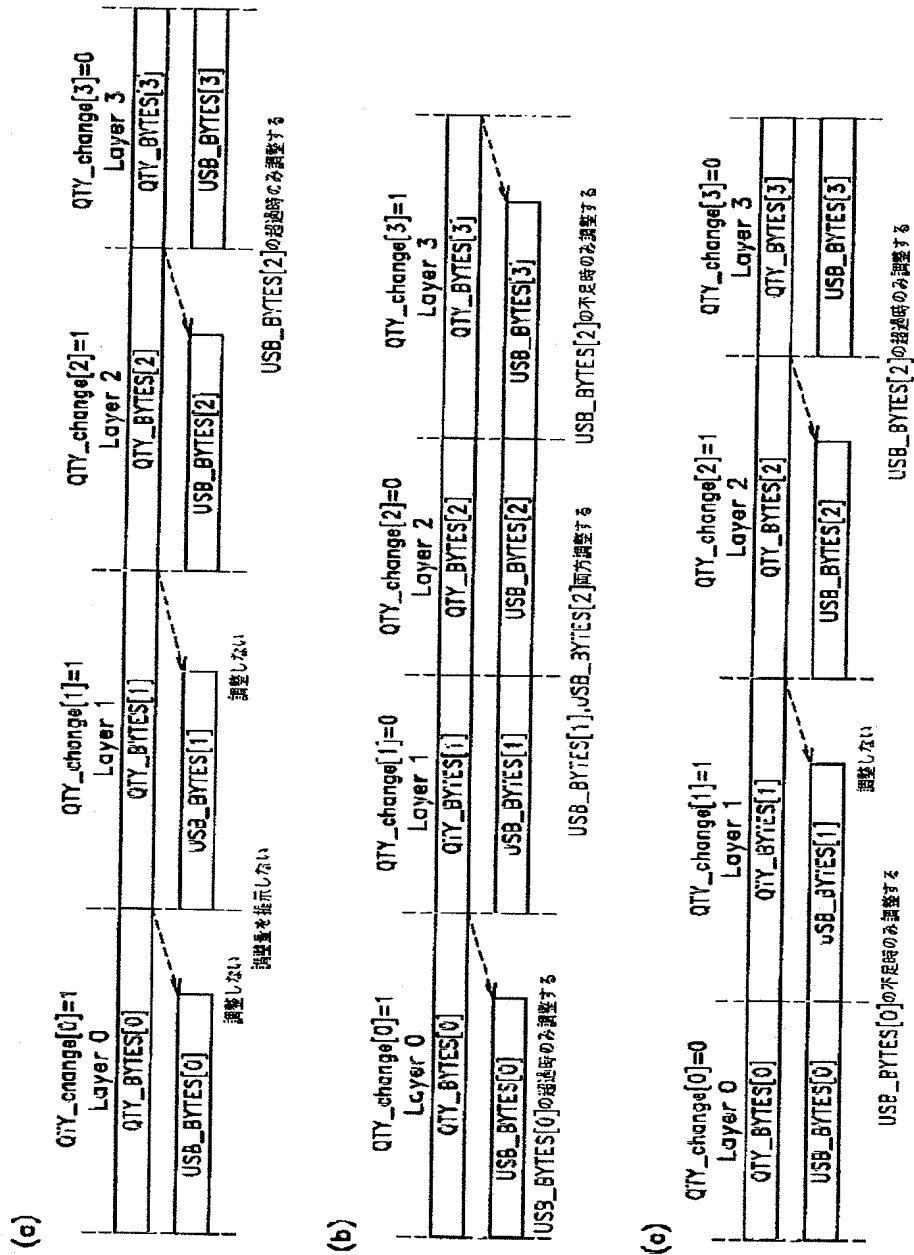 (a)
QTY_change[0]=1
Layer 0
QTY_BYTES[0]
USB_BYTES[0]
調整しない
調整量を提示しない
QTY_change[1]=1
Layer 1
QTY_BYTES[1]
USB_BYTES[1]
調整しない
QTY_change[2]=1
Layer 2
QTY_BYTES[2]
USB_BYTES[2]
USB_BYTES[2]の超過時のみ調整する
QTY_change[3]=0
Layer 3
QTY_BYTES[3]
USB_BYTES[3]
(b)
QTY_change[0]=1
Layer 0
QTY_BYTES[0]
USB_BYTES[0]
USB_BYTES[0]の超過時のみ調整する
QTY_change[1]=0
Layer 1
QTY_BYTES[1]
USB_BYTES[1]
USB_BYTES[1],USB_BYTES[2]両方調整する
QTY_change[2]=0
Layer 2
QTY_BYTES[2]
USB_BYTES[2]
QTY_change[3]=1
Layer 3
QTY_BYTES[3]
USB_BYTES[3]
USB_BYTES[2]の不足時のみ調整する
(a)
QTY_change[0]=0
Layer 0
QTY_BYTES[0]
USB_BYTES[0]
USB_BYTES[0]の不足時のみ調整する
QTY_change[1]=1
Layer 1
QTY_BYTES[1]
USB_BYTES[1]
調整しない
QTY_change[2]=1
Layer 2
QTY_BYTES[2]
USB_BYTES[2]
USB_BYTES[2]の超過時のみ調整する
QTY_change[3]=0
Layer 3
QTY_BYTES[3]
USB_BYTES[3]